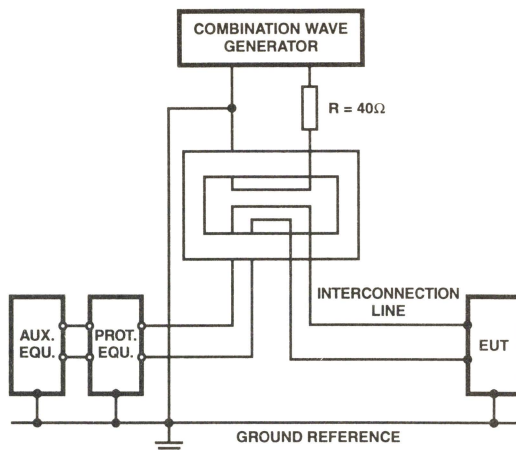 COMBINATION WAVE
GENERATOR
R = 40Ω
INTERCONNECTION
LINE
AUX.
EQU.
PROT.
EQU.
EUT
GROUND REFERENCE